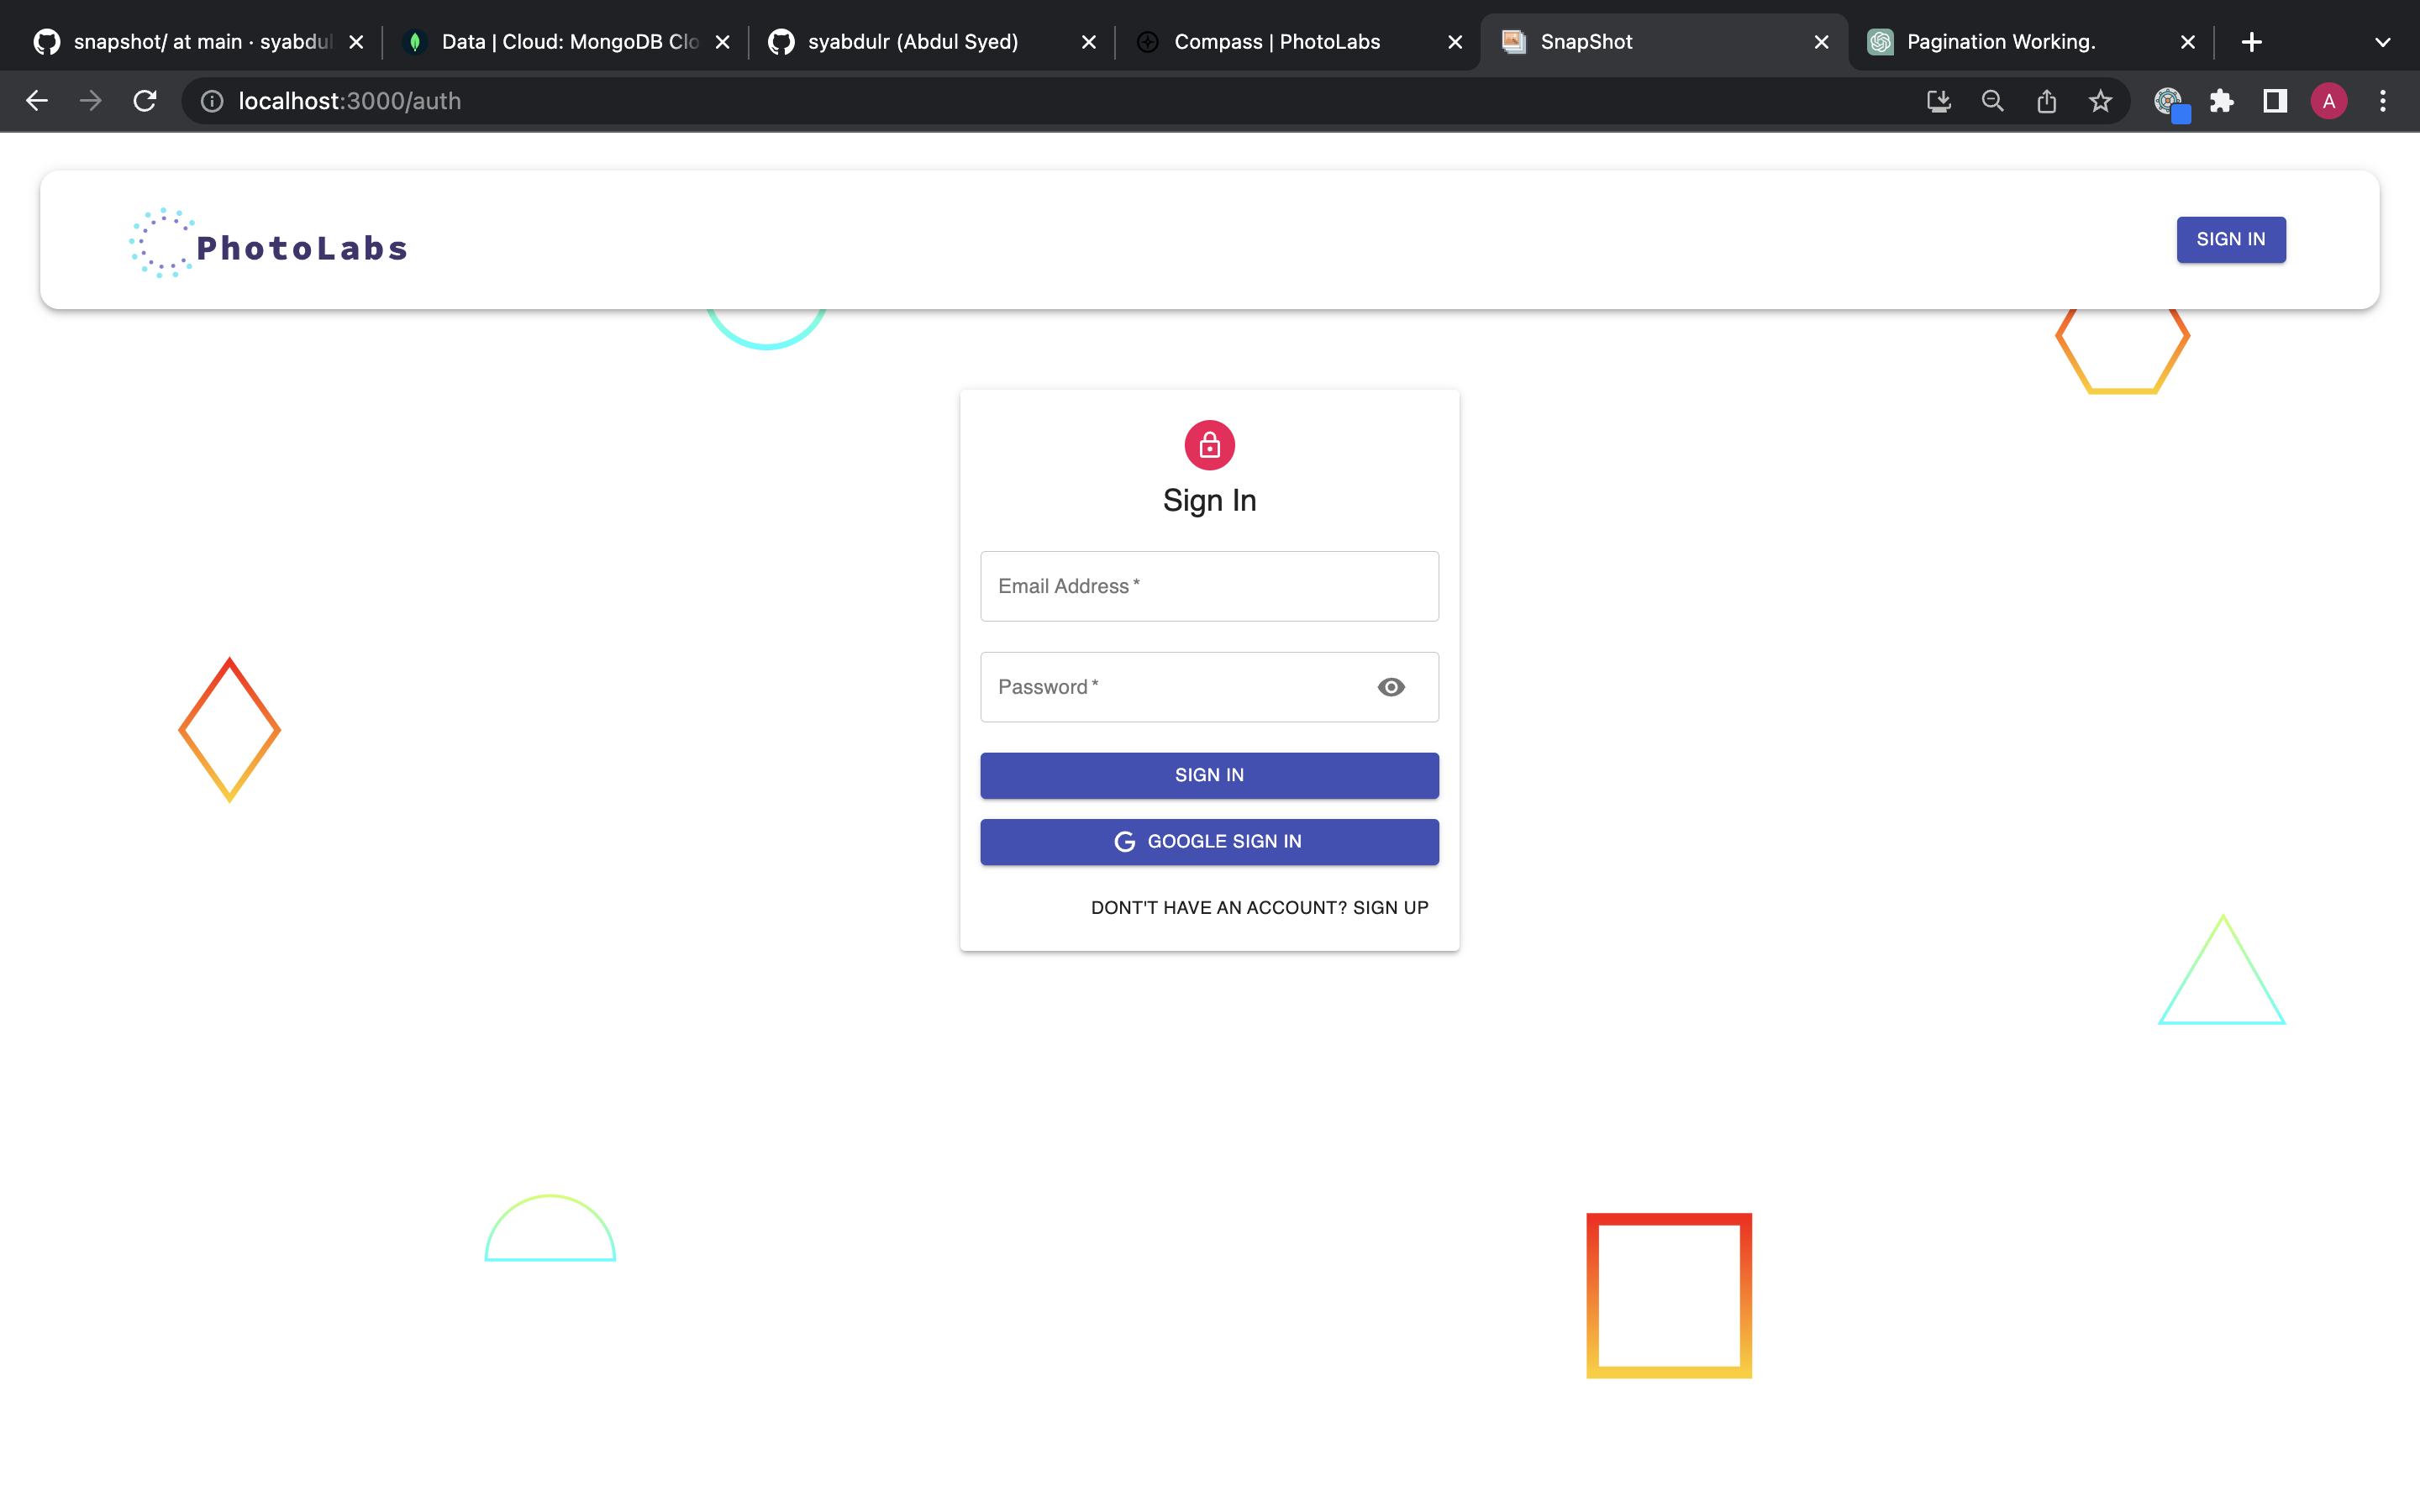 snapshot/ at main · syabdul
Data | Cloud: MongoDB Clo
syabdulr (Abdul Syed)
Compass | PhotoLabs
SnapShot
Pagination Working.
localhost:3000/auth
A
PhotoLabs
SIGN IN
Sign In
Email Address *
Password *
SIGN IN
G GOOGLE SIGN IN
DONT'T HAVE AN ACCOUNT? SIGN UP